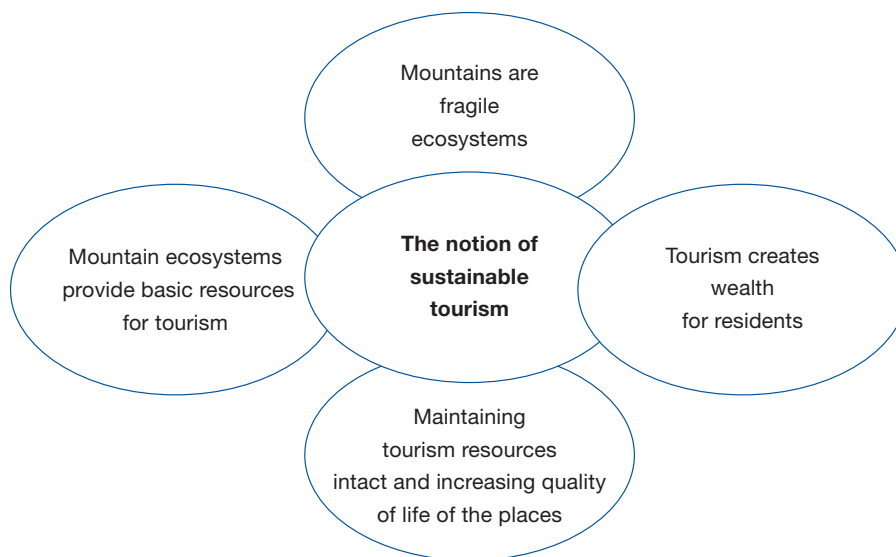 Mountains are
fragile
ecosystems
Mountain ecosystems
provide basic resources
for tourism
The notion of
sustainable
tourism
Tourism creates
wealth
for residents
Maintaining
tourism resources
intact and increasing quality
of life of the places